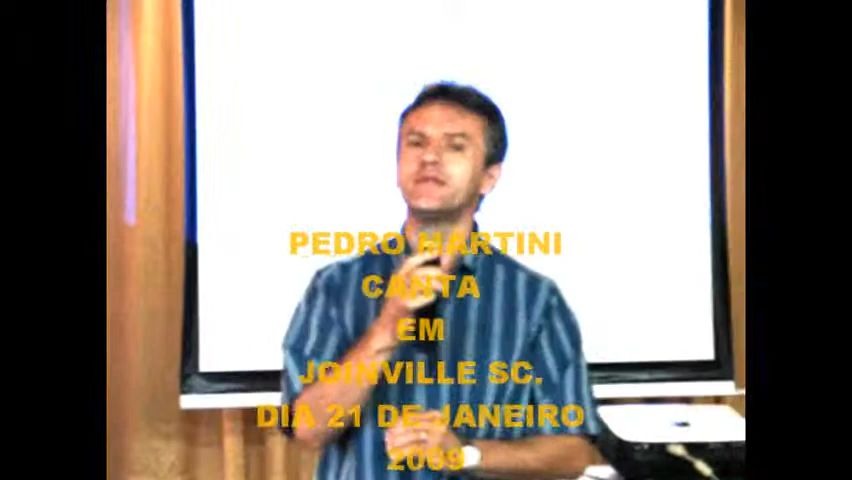 PEDRO MARTINI
CANTA
EM
JOINVILLE SC.
DIA 21 DE JANEIRO
2009